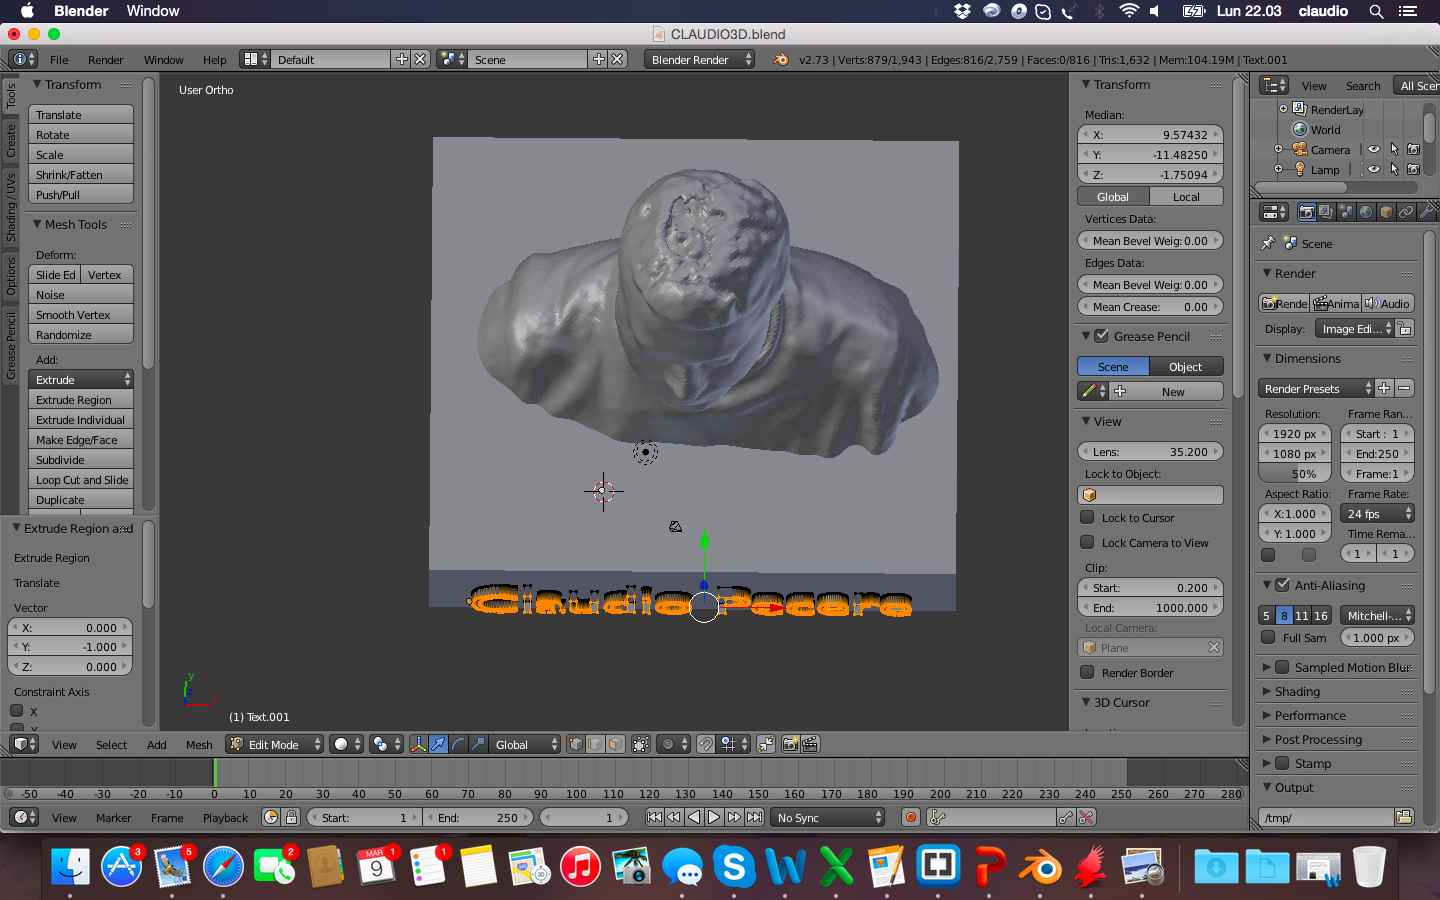 Blender Window Lun 22.03 claudio
CLAUDIO3D.blend
File Render Window Help Default Scene Blender Render v2.73 | Verts:879/1,943 | Edges:816/2,759 | Faces:0/816 | Tris:1,632 | Mem:104.19M | Text.001
Tools
Create
Shading / UVs
Options
Grease Pencil
Transform
Translate
Rotate
Scale
Shrink/Fatten
Push/Pull
Mesh Tools
Deform:
Slide Ed Vertex
Noise
Smooth Vertex
Randomize
Add:
Extrude
Extrude Region
Extrude Individual
Make Edge/Face
Subdivide
Loop Cut and Slide
Duplicate
Extrude Region and
Extrude Region
Translate
Vector
X: 0.000
Y: -1.000
Z: 0.000
Constraint Axis
X
User Ortho
y
(1) Text.001
Transform
Median:
X: 9.57432
Y: -11.48250
Z: -1.75094
Global Local
Vertices Data:
Mean Bevel Weig: 0.00
Edges Data:
Mean Bevel Weig: 0.00
Mean Crease: 0.00
Grease Pencil
Scene Object
New
View
Lens: 35.200
Lock to Object:
Lock to Cursor
Lock Camera to View
Clip:
Start: 0.200
End: 1000.000
Local Camera:
Plane
Render Border
3D Cursor
View Search All Scen
RenderLay
World
Camera
Lamp
Scene
Render
Rende Anima Audio
Display: Image Edi...
Dimensions
Render Presets
Resolution: Frame Ran...
1920 px Start : 1
1080 px End:250
50% Frame:1
Aspect Ratio: Frame Rate:
X:1.000 24 fps
Y: 1.000 Time Rema...
1 1
Anti-Aliasing
5 8 11 16 Mitchell-...
Full Sam 1.000 px
Sampled Motion Blur
Shading
Performance
Post Processing
Stamp
Output
/tmp/
View Select Add Mesh Edit Mode Global
-50 -40 -30 -20 -10 0 10 20 30 40 50 60 70 80 90 100 110 120 130 140 150 160 170 180 190 200 210 220 230 240 250 260 270 280
View Marker Frame Playback Start: 1 End: 250 1 No Sync
3 5 2 MAR 9 1 1